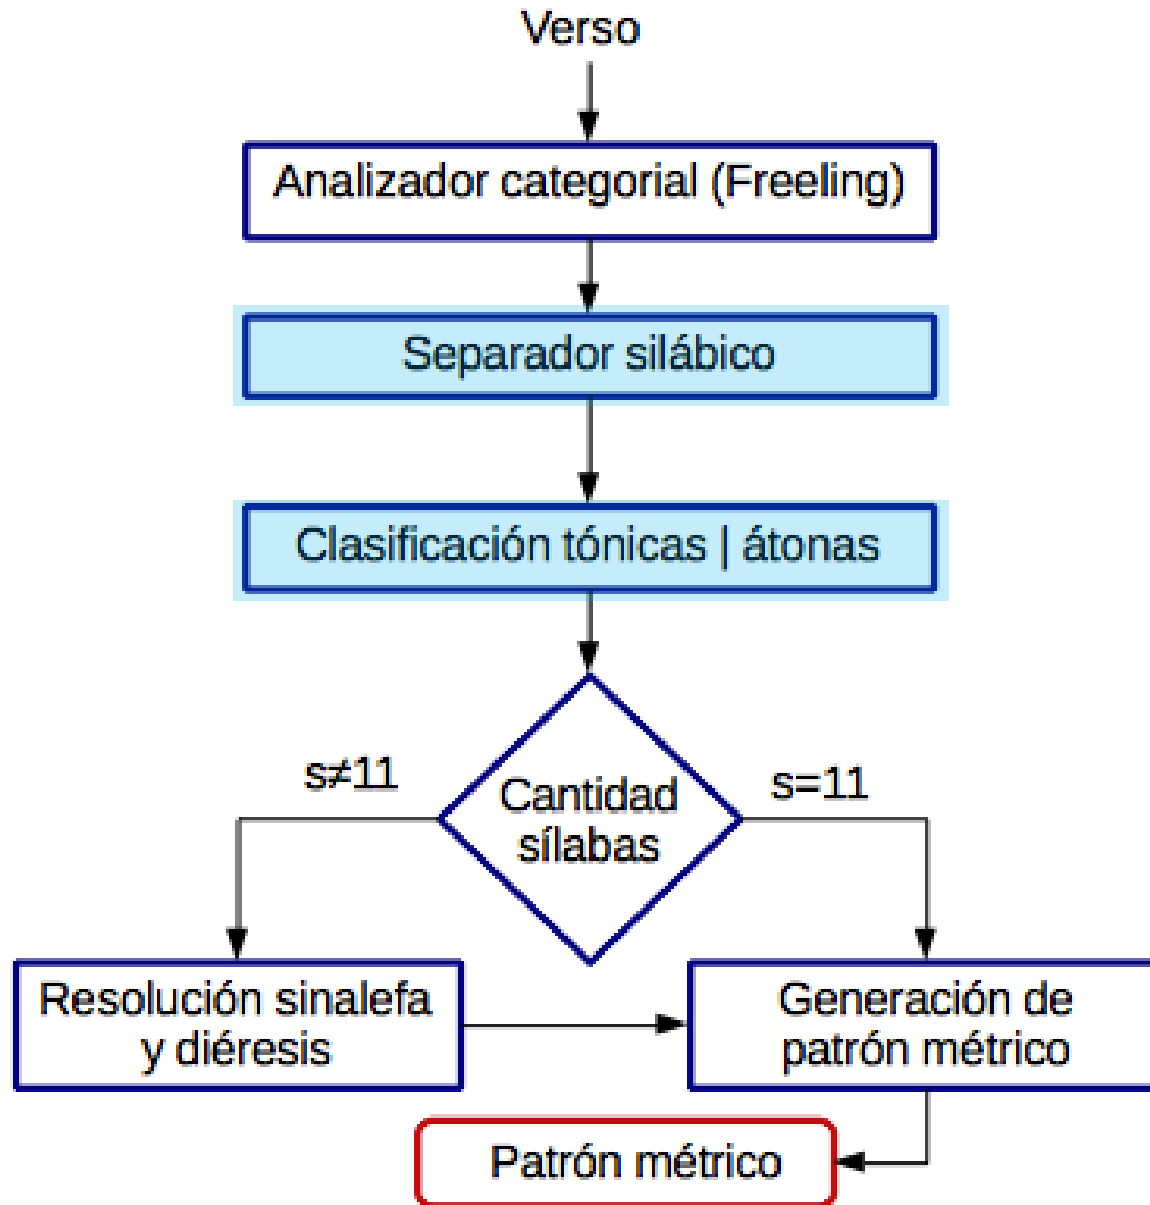 Verso
Analizador categorial (Freeling)
Separador silábico
Clasificación tónicas | átonas
s≠11
s=11
Cantidad
sílabas
Resolución sinalefa
y diéresis
Generación de
patrón métrico
Patrón métrico